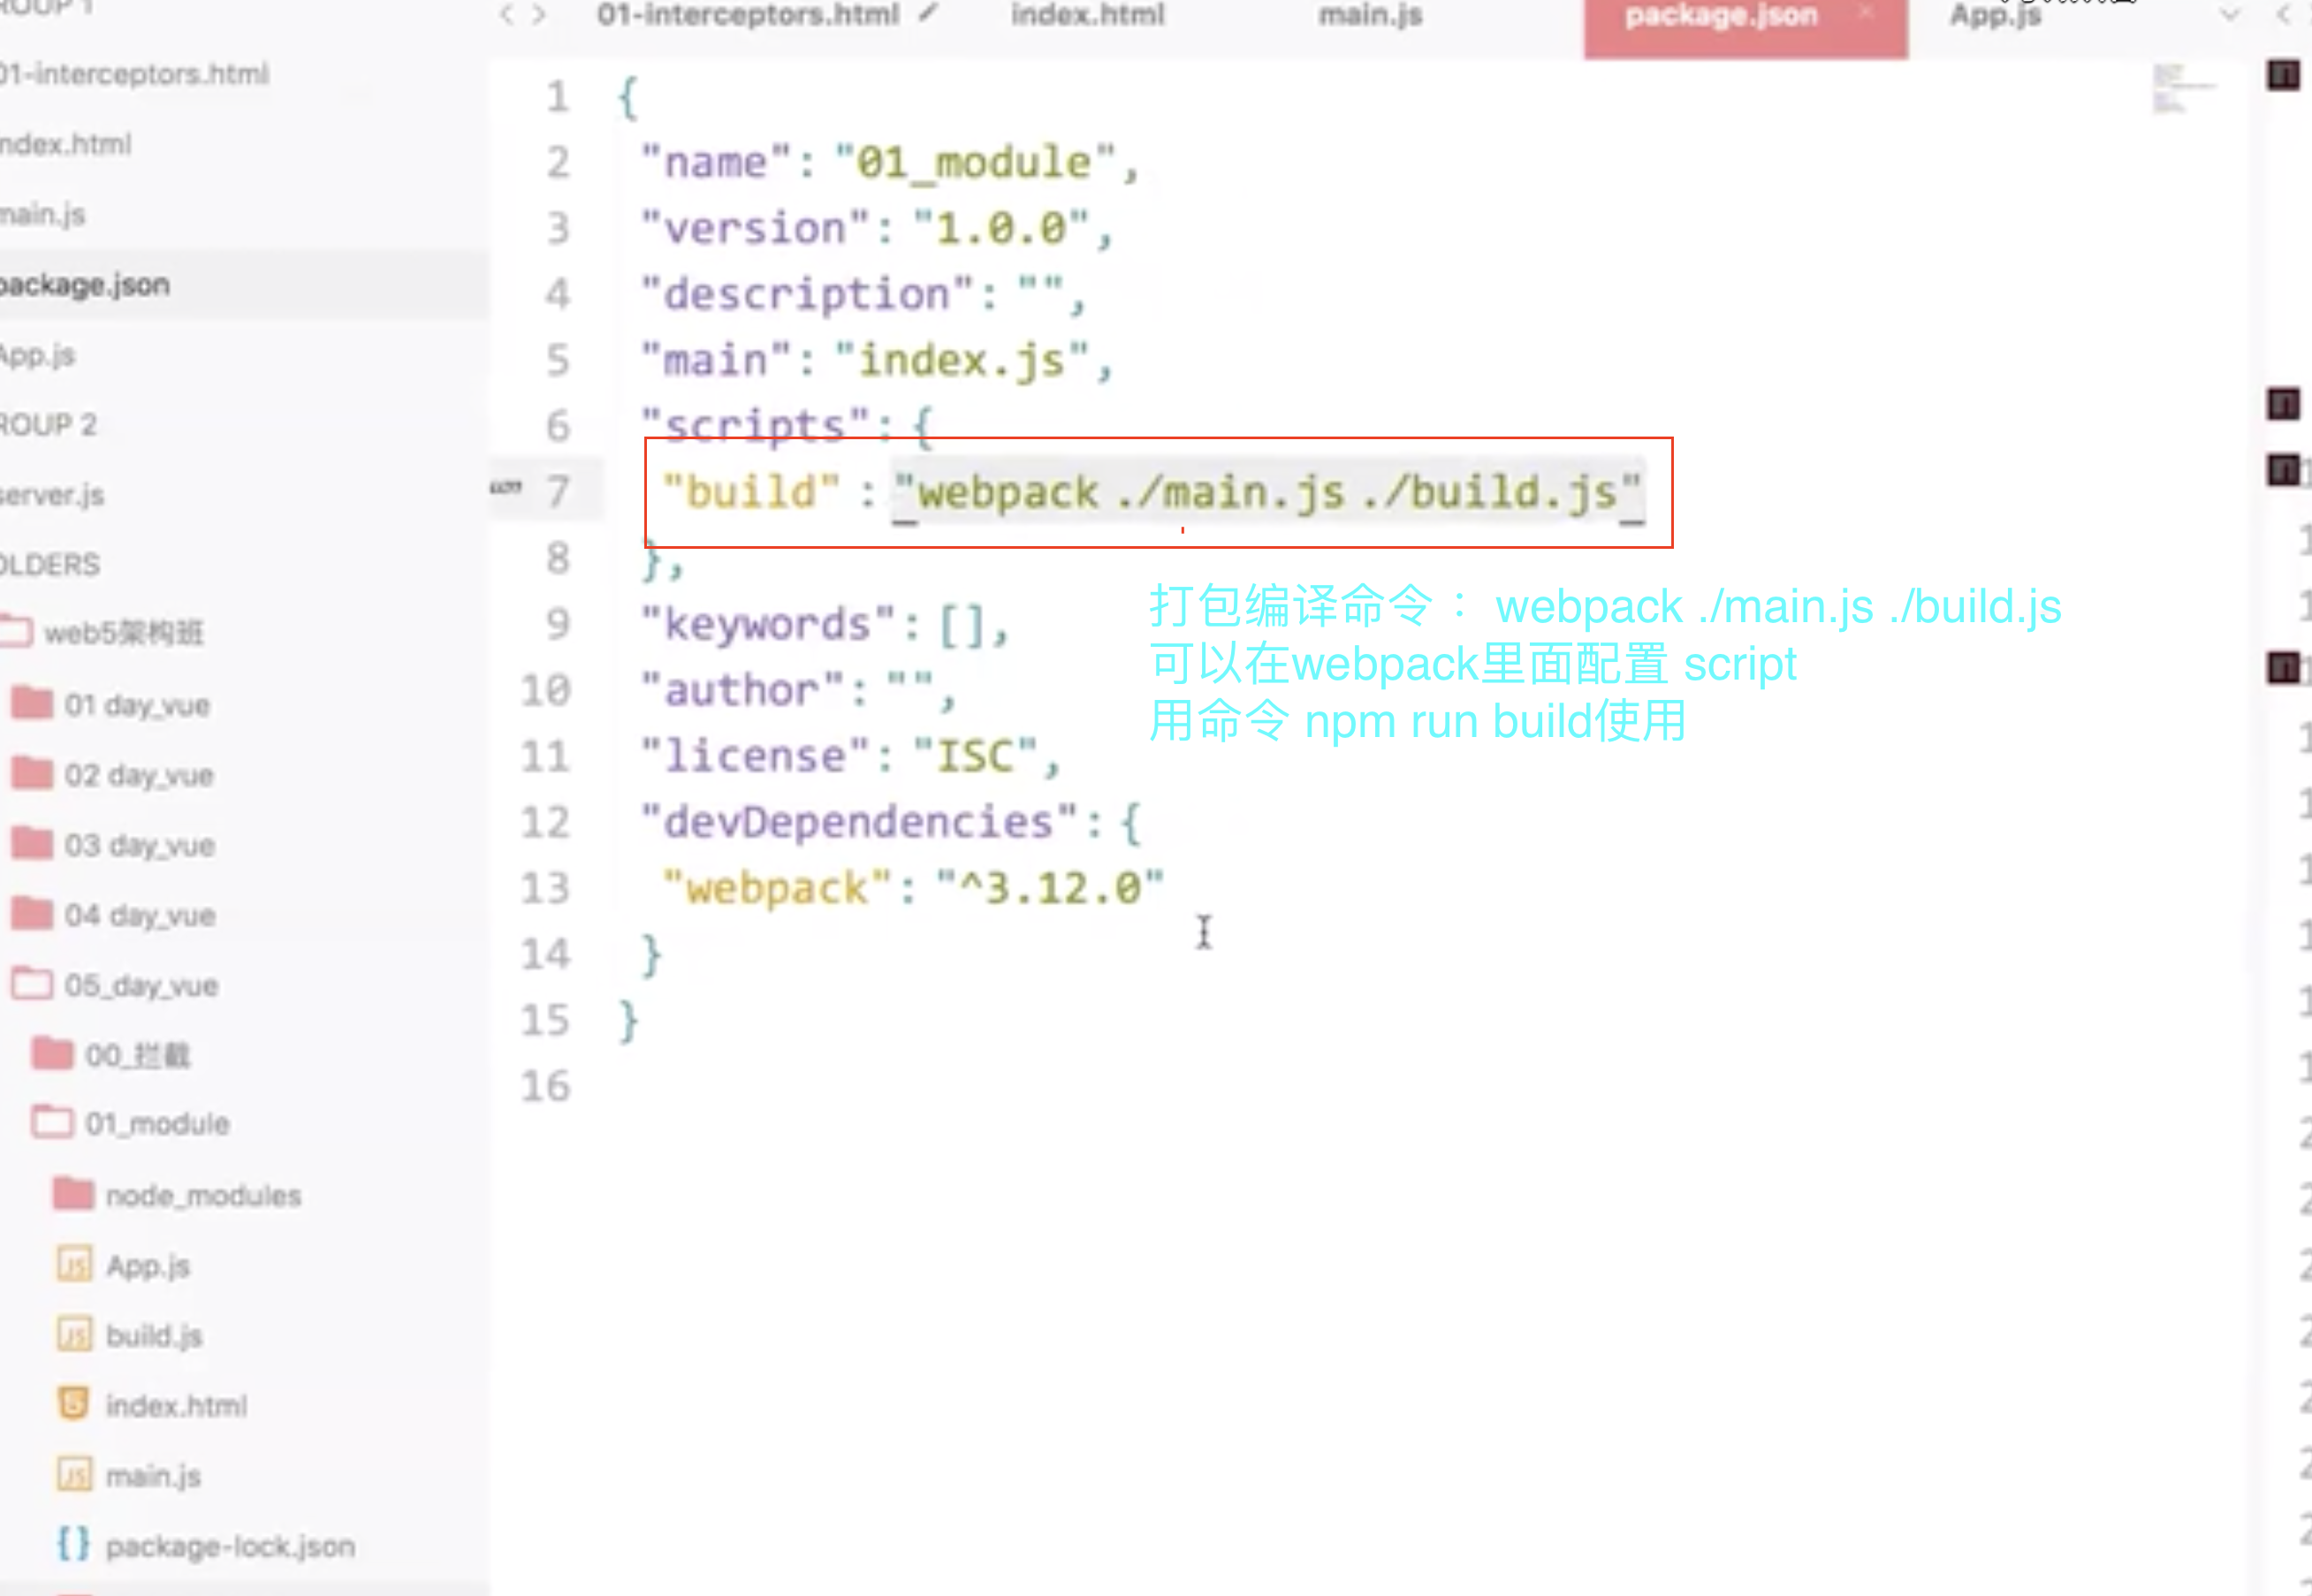 01-interceptors.html
index.html
main.js
package.json
App.js
GROUP 2
server.js
FOLDERS
web5架构班
01 day_vue
02 day_vue
03 day_vue
04 day_vue
05_day_vue
00_拦截
01_module
node_modules
App.js
build.js
index.html
main.js
package-lock.json
01-interceptors.html
index.html
main.js
package.json ×
App.js
1 {
2 "name": "01_module",
3 "version": "1.0.0",
4 "description": "",
5 "main": "index.js",
6 "scripts": {
7 "build" : "webpack ./main.js ./build.js"
8 },
9 "keywords": [],
10 "author": "",
11 "license": "ISC",
12 "devDependencies": {
13 "webpack": "^3.12.0"
14 }
15 }
16
打包编译命令： webpack ./main.js ./build.js
可以在webpack里面配置 script
用命令 npm run build使用